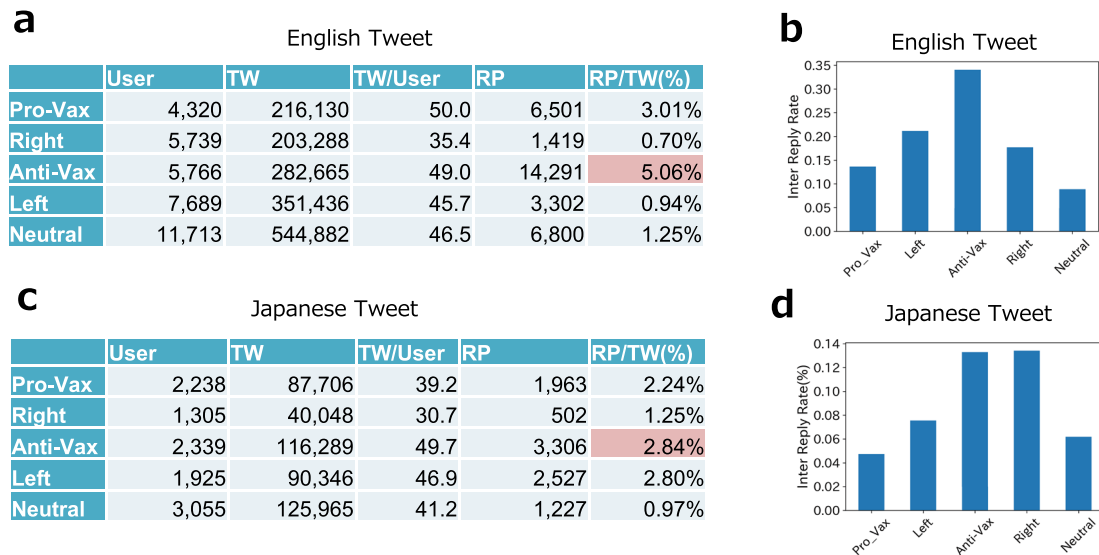 a
English Tweet
User TW TW/User RP RP/TW(%)
Pro-Vax 4,320 216,130 50.0 6,501 3.01%
Right 5,739 203,288 35.4 1,419 0.70%
Anti-Vax 5,766 282,665 49.0 14,291 5.06%
Left 7,689 351,436 45.7 3,302 0.94%
Neutral 11,713 544,882 46.5 6,800 1.25%
b
English Tweet
Inter Reply Rate
0.35
0.30
0.25
0.20
0.15
0.10
0.05
0.00
Pro_Vax Left Anti-Vax Right Neutral
c
Japanese Tweet
User TW TW/User RP RP/TW(%)
Pro-Vax 2,238 87,706 39.2 1,963 2.24%
Right 1,305 40,048 30.7 502 1.25%
Anti-Vax 2,339 116,289 49.7 3,306 2.84%
Left 1,925 90,346 46.9 2,527 2.80%
Neutral 3,055 125,965 41.2 1,227 0.97%
d
Japanese Tweet
Inter Reply Rate(%)
0.14
0.12
0.10
0.08
0.06
0.04
0.02
0.00
Pro_Vax Left Anti-Vax Right Neutral